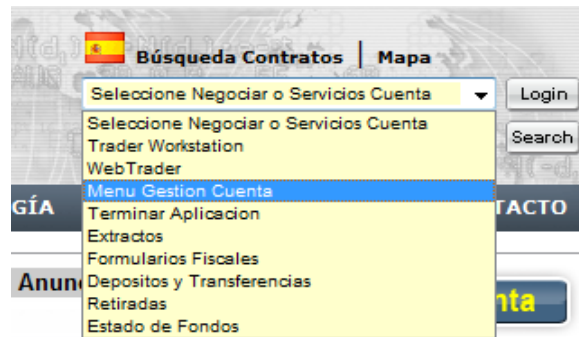 Búsqueda Contratos | Mapa
Seleccione Negociar o Servicios Cuenta Login
Seleccione Negociar o Servicios Cuenta
Search
Trader Workstation
WebTrader
Menu Gestion Cuenta
GÍA Terminar Aplicacion TACTO
Extractos
Formularios Fiscales
Anun Depositos y Transferencias
Retiradas nta
Estado de Fondos